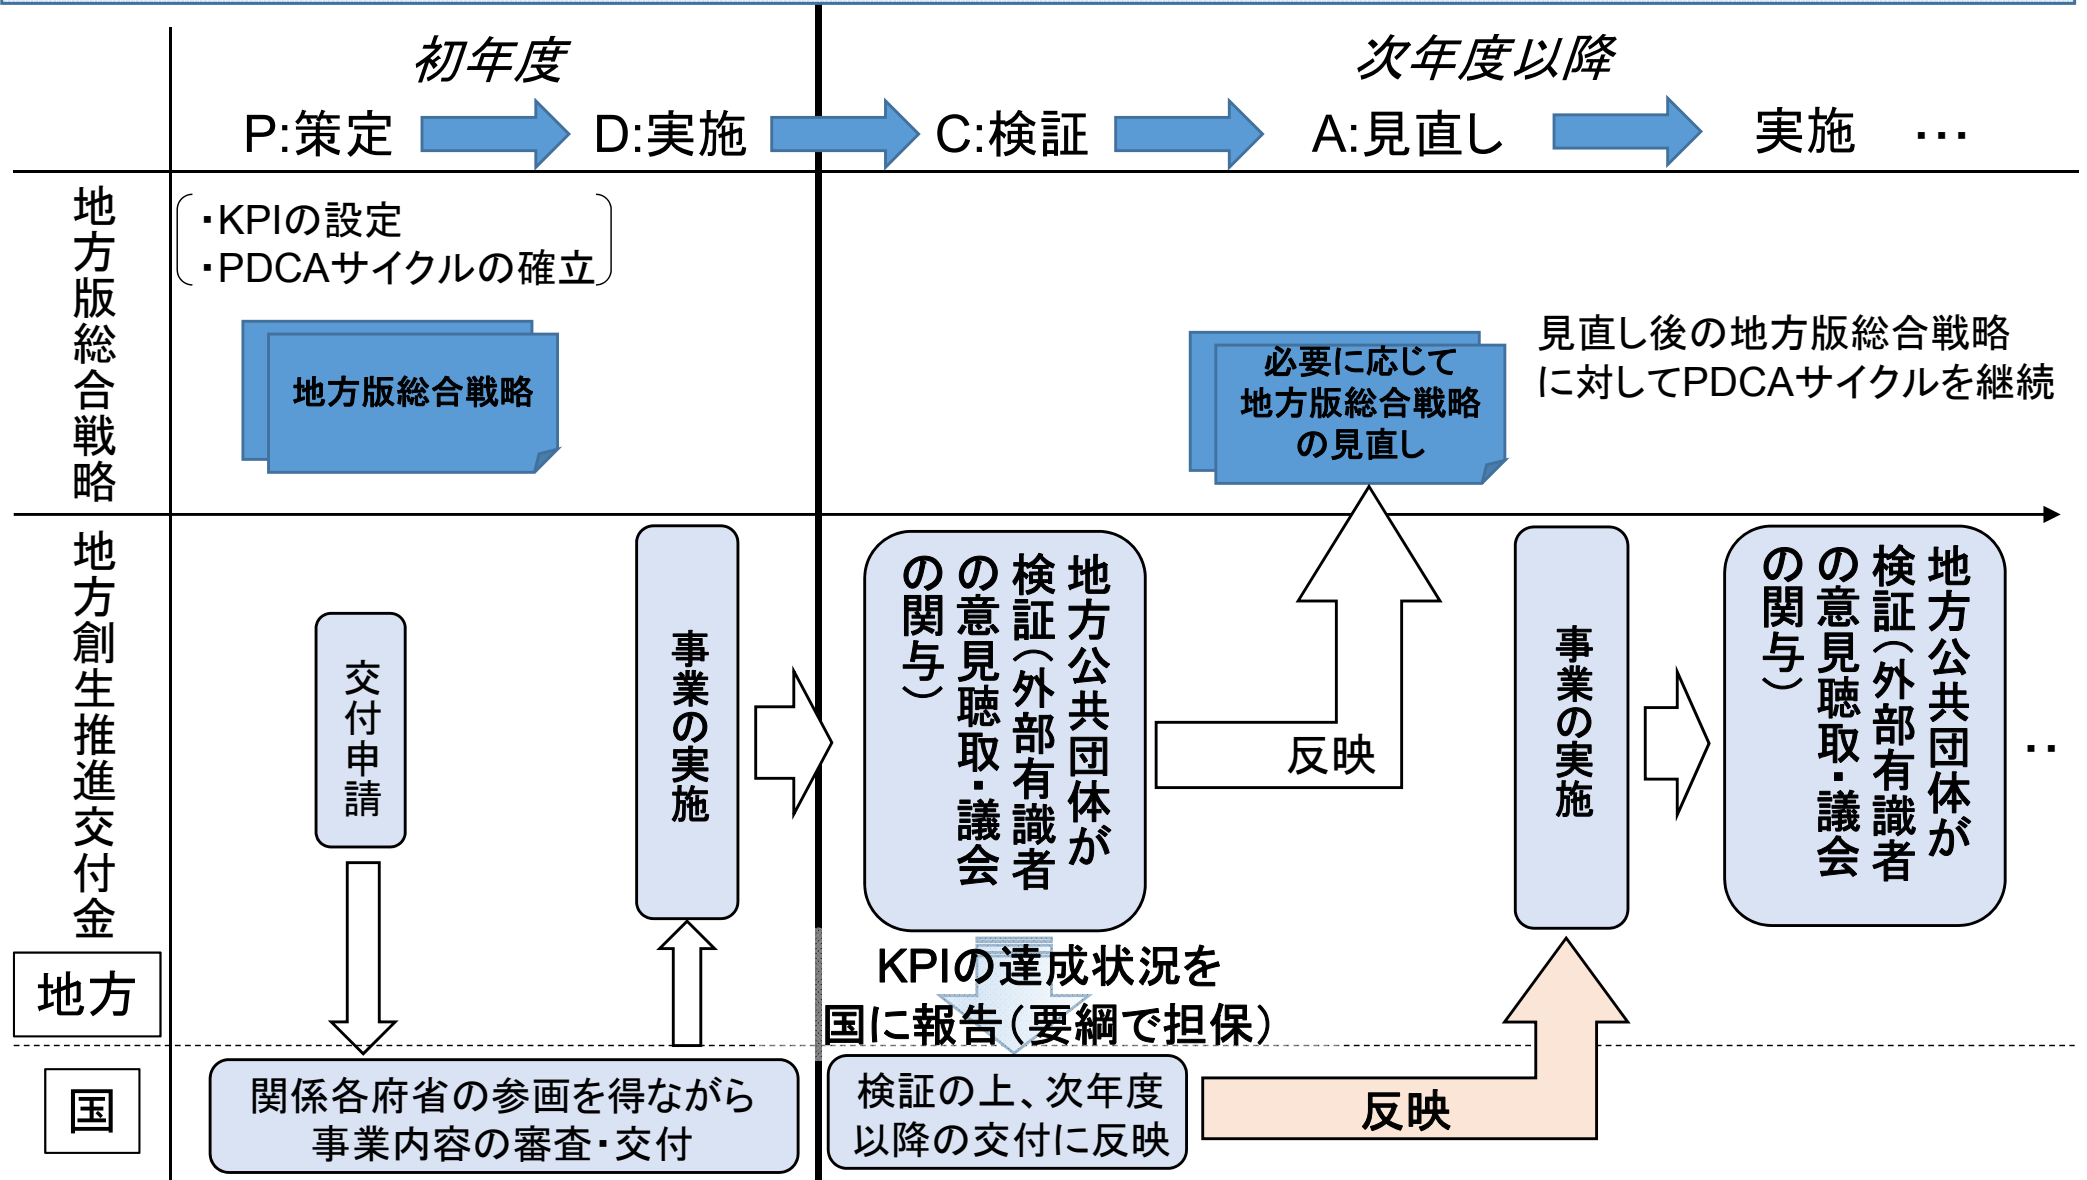 初年度
次年度以降
P:策定
D:実施
C:検証
A:見直し
実施 ・・・
地方版総合戦略
・KPIの設定
・PDCAサイクルの確立
地方版総合戦略
必要に応じて
地方版総合戦略
の見直し
見直し後の地方版総合戦略
に対してPDCAサイクルを継続
地方創生推進交付金
交付申請
事業の実施
地方公共団体が
検証（外部有識者
の意見聴取・議会
の関与）
反映
事業の実施
地方公共団体が
検証（外部有識者
の意見聴取・議会
の関与）
・・
地方
KPIの達成状況を
国に報告（要綱で担保）
国
関係各府省の参画を得ながら
事業内容の審査・交付
検証の上、次年度
以降の交付に反映
反映